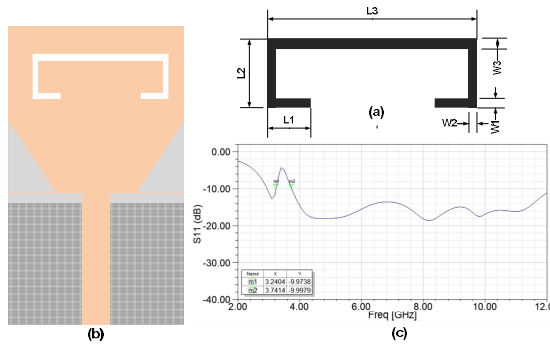 L3
L2
W3
L1
(a)
W2
W1
0.00
-10.00
-20.00
-30.00
-40.00
S11 (dB)
m1
m2
Name X Y
m1 3.2404 -9.9738
m2 3.7414 -9.9979
2.00 4.00 6.00 8.00 10.00 12.0
Freq [GHz]
(b)
(c)